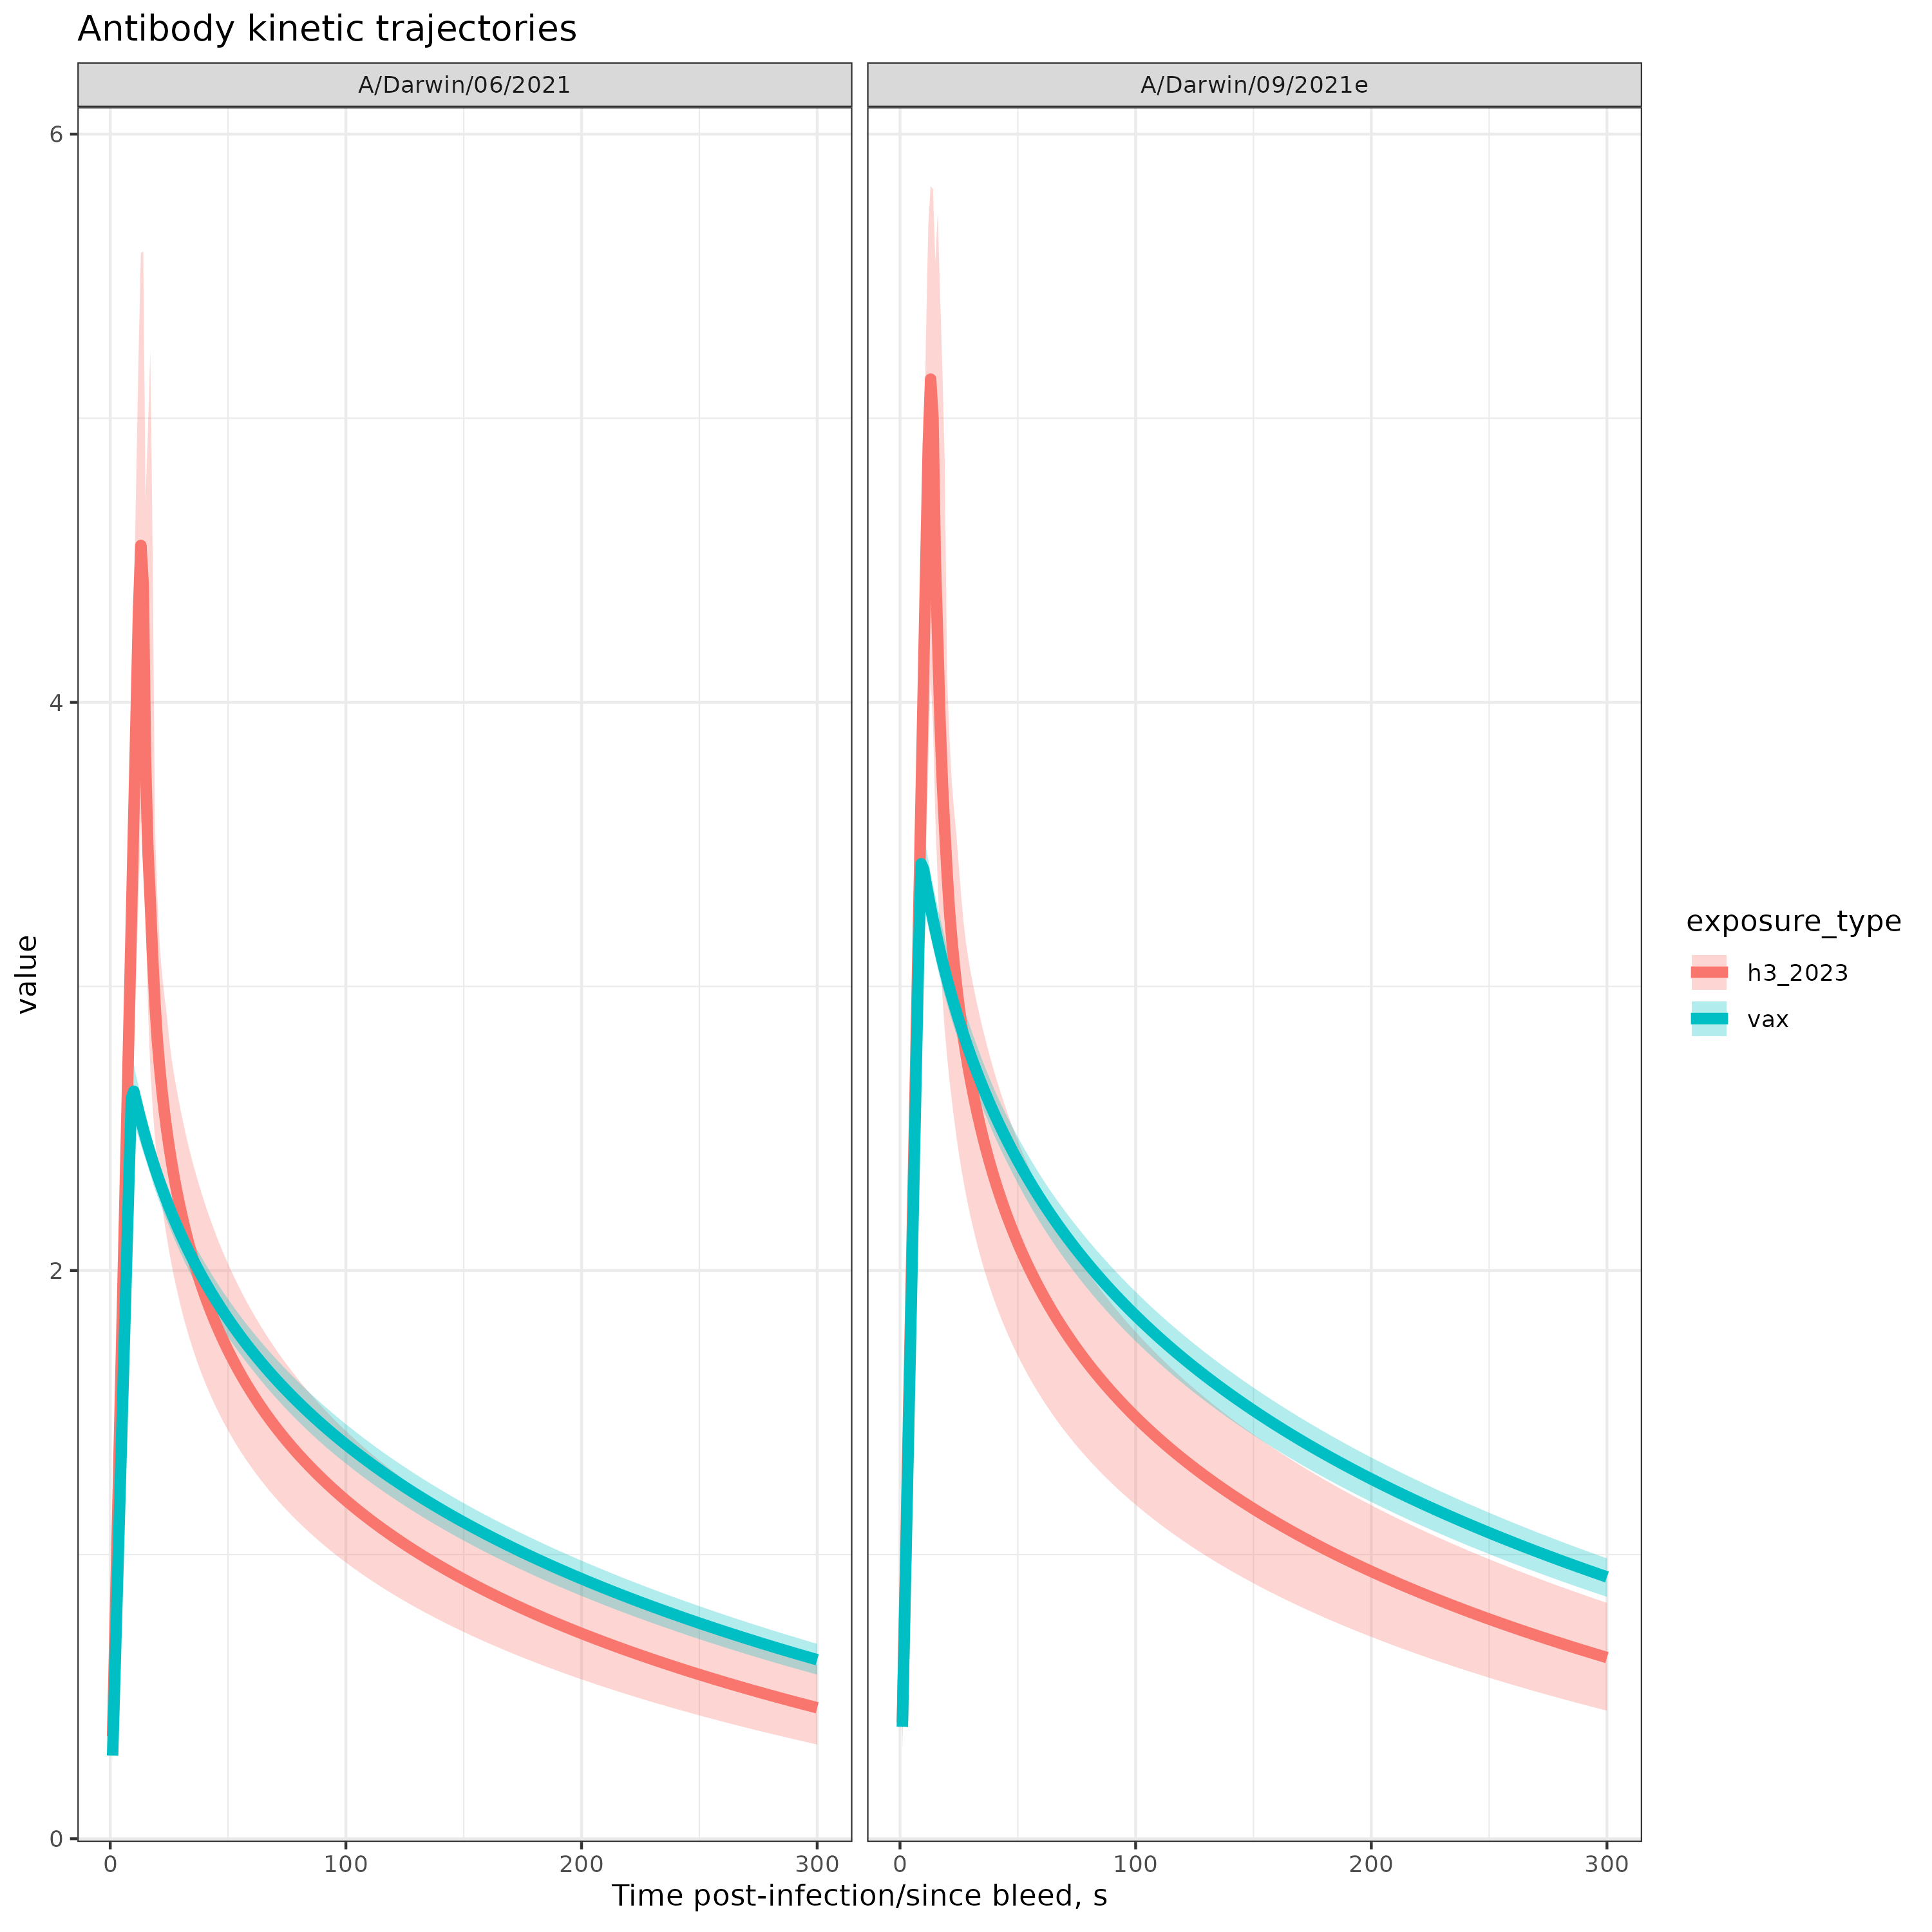 Antibody kinetic trajectories
A/Darwin/06/2021
A/Darwin/09/2021e
6
4
2
0
value
0
100
200
300
0
100
200
300
Time post-infection/since bleed, s
exposure_type
h3_2023
vax